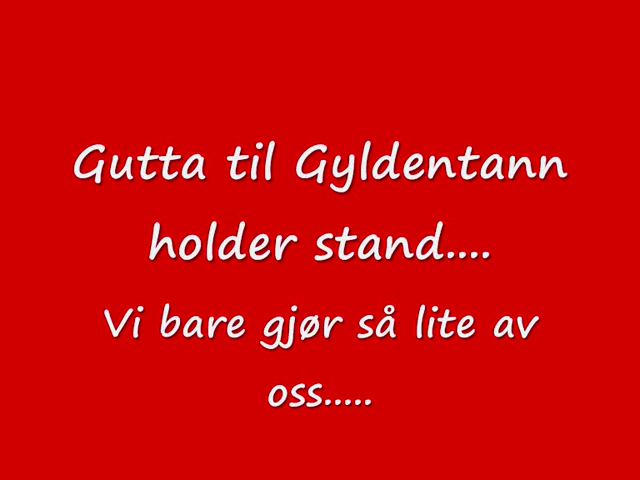 Gutta til Gyldentann
holder stand....
Vi bare gjør så lite av
oss.....